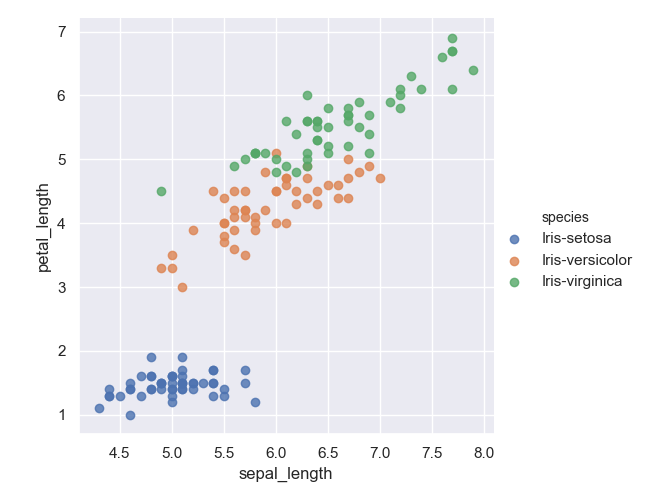 7
6
5
4
3
2
1
petal_length
4.5 5.0 5.5 6.0 6.5 7.0 7.5 8.0
sepal_length
species
Iris-setosa
Iris-versicolor
Iris-virginica